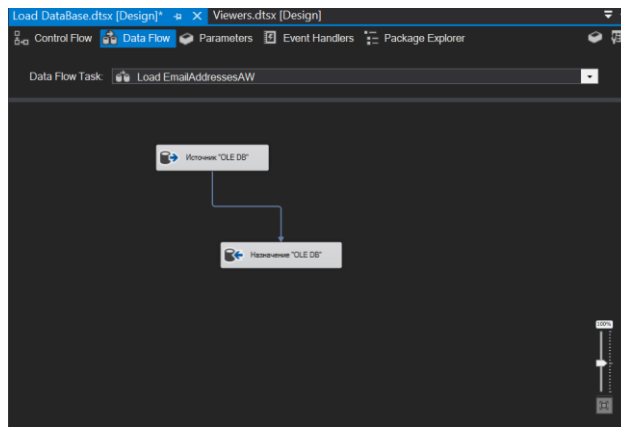 Load DataBase.dtsx [Design]* Viewers.dtsx [Design]
Control Flow Data Flow Parameters Event Handlers Package Explorer
Data Flow Task: Load EmailAddressesAW
Источник "OLE DB"
Назначение "OLE DB"
100%